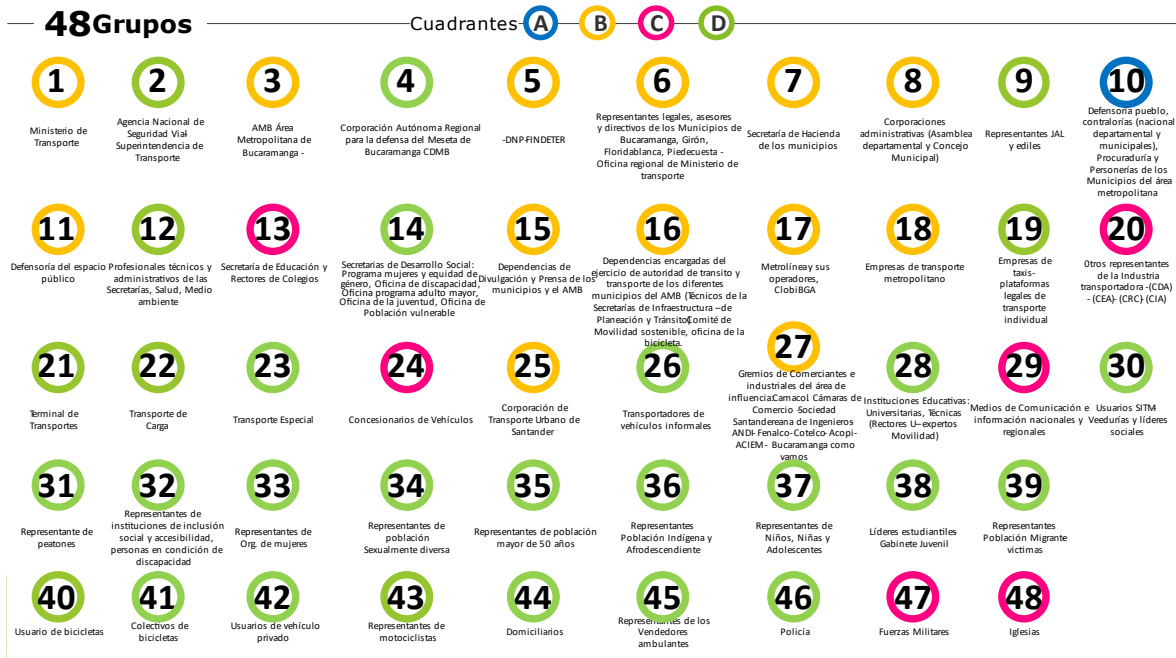 48Grupos
Cuadrantes A B C D
1
Ministerio de
Transporte
2
Agencia Nacional de
Seguridad Vial-
Superintendencia de
Transporte
3
AMB Área
Metropolitana de
Bucaramanga -
4
Corporación Autónoma Regional
para la defensa del Meseta de
Bucaramanga CDMB
5
-DNP-FINDETER
6
Representantes legales, asesores
y directivos de los Municipios de
Bucaramanga, Girón,
Floridablanca, Piedecuesta -
Oficina regional de Ministerio de
transporte
7
Secretaría de Hacienda
de los municipios
8
Corporaciones
administrativas (Asamblea
departamental y Concejo
Municipal)
9
Representantes JAL
y ediles
10
Defensoría pueblo,
contralorías (nacional
departamental y
municipales),
Procuraduría y
Personerías de los
Municipios del área
metropolitana
11
Defensoría del espacio
público
12
Profesionales técnicos y
administrativos de las
Secretarías, Salud, Medio
ambiente
13
Secretaría de Educación y
Rectores de Colegios
14
Secretarias de Desarrollo Social:
Programa mujeres y equidad de
género, Oficina de discapacidad,
Oficina programa adulto mayor,
Oficina de la juventud, Oficina de
Población vulnerable
15
Dependencias de
Divulgación y Prensa de los
municipios y el AMB
16
Dependencias encargadas del
ejercicio de autoridad de transito y
transporte de los diferentes
municipios del AMB (Técnicos de la
Secretarías de Infraestructura –de
Planeación y Tránsito) Comité de
Movilidad sostenible, oficina de la
bicicleta.
17
Metrolínea y sus
operadores,
ClobiBGA
18
Empresas de transporte
metropolitano
19
Empresas de
taxis-
plataformas
legales de
transporte
individual
20
Otros representantes
de la Industria
transportadora -(CDA)
- (CEA)- (CRC)- (CIA)
21
Terminal de
Transportes
22
Transporte de
Carga
23
Transporte Especial
24
Concesionarios de Vehículos
25
Corporación de
Transporte Urbano de
Santander
26
Transportadores de
vehículos informales
27
Gremios de Comerciantes e
industriales del área de
influencia: Camacol. Cámaras de
Comercio -Sociedad
Santandereana de Ingenieros
ANDI- Fenalco-Cotelco- Acopi-
ACIEM- Bucaramanga como
vamos
28
Instituciones Educativas:
Universitarias, Técnicas
(Rectores U–expertos
Movilidad)
29
Medios de Comunicación e
información nacionales y
regionales
30
Usuarios SITM-
Veedurías y líderes
sociales
31
Representante de
peatones
32
Representantes de
instituciones de inclusión
social y accesibilidad,
personas en condición de
discapacidad
33
Representantes de
Org. de mujeres
34
Representantes de
población
Sexualmente diversa
35
Representantes de población
mayor de 50 años
36
Representantes
Población Indígena y
Afrodescendiente
37
Representantes de
Niños, Niñas y
Adolescentes
38
Líderes estudiantiles-
Gabinete Juvenil
39
Representantes
Población Migrante
victimas
40
Usuario de bicicletas
41
Colectivos de
bicicletas
42
Usuarios de vehículo
privado
43
Representantes de
motociclistas
44
Domiciliarios
45
Representantes de los
Vendedores
ambulantes
46
Policía
47
Fuerzas Militares
48
Iglesias